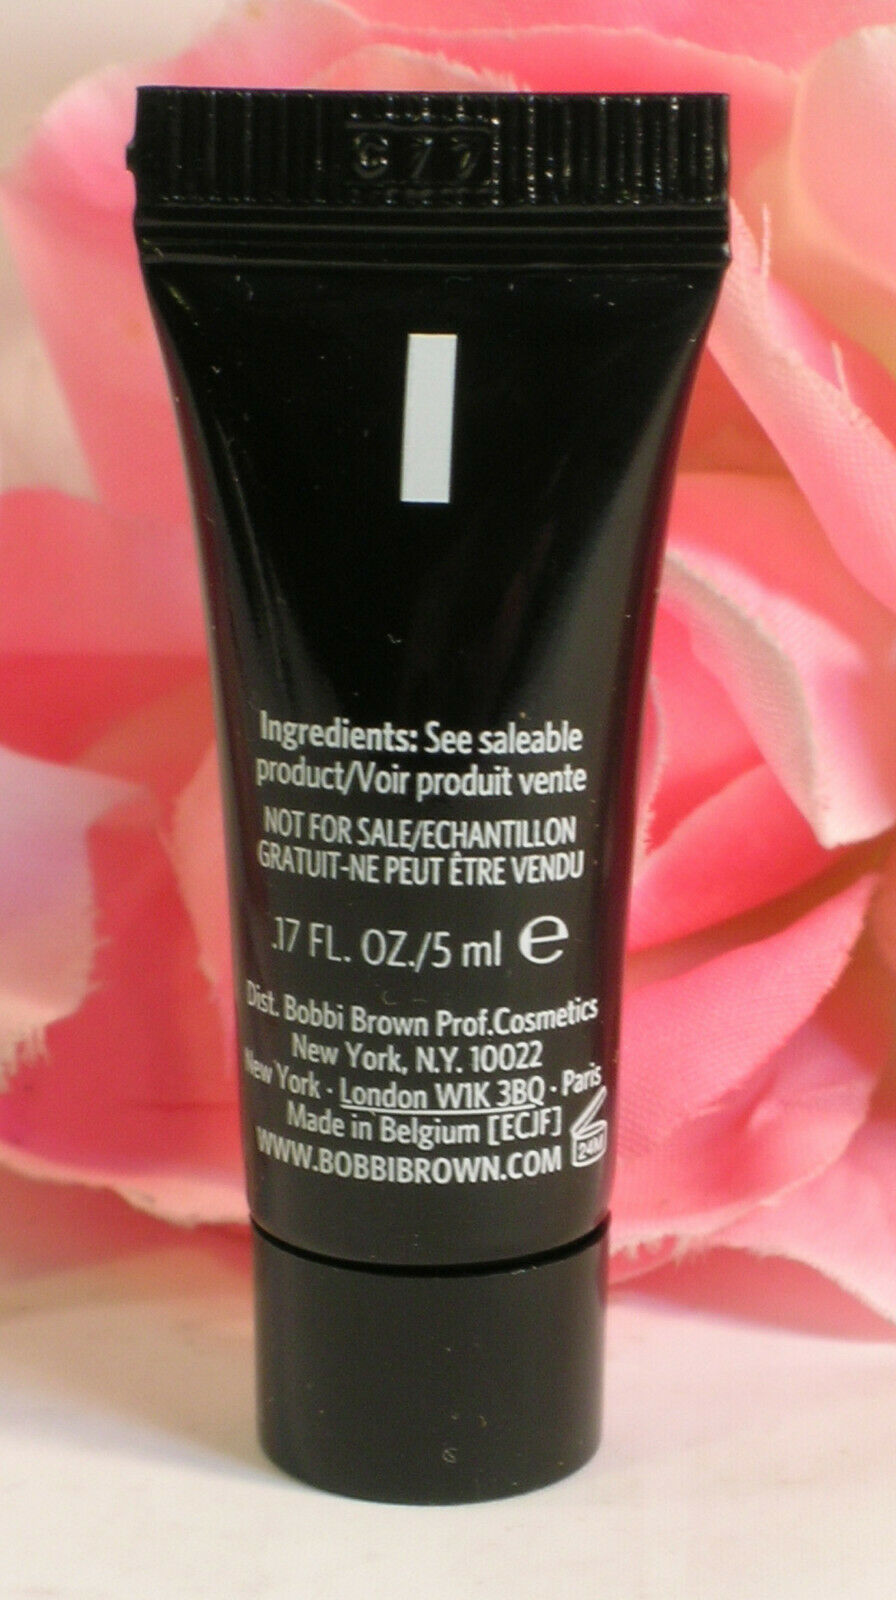 C77
Ingredients: See saleable
product/Voir produit vente
NOT FOR SALE/ECHANTILLON
GRATUIT-NE PEUT ÊTRE VENDU
.17 FL. OZ./5 ml e
Dist. Bobbi Brown Prof.Cosmetics
New York, N.Y. 10022
New York · London W1K 3BQ · Paris
Made in Belgium [ECJF]
WWW.BOBBIBROWN.COM
24M